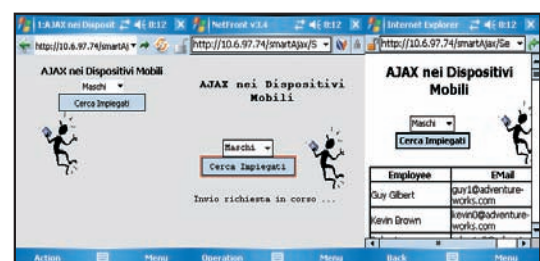 1:AJAX nei Disposit 8:12
http://10.6.97.74/smartAj
AJAX nei Dispositivi Mobili
Maschi
Cerca Impiegati
Action Menu
NetFront v3.4 8:12
http://10.6.97.74/smartAjax/S
AJAX nei Dispositivi
Mobili
Maschi
Cerca Impiegati
Invio richiesta in corso ...
Operation Menu
Internet Explorer 8:12
http://10.6.97.74/smartAjax/Se
AJAX nei Dispositivi
Mobili
Maschi
Cerca Impiegati
Employee EMail
Guy Gilbert guy1@adventure-
works.com
Kevin Brown kevin0@adventure-
works.com
Back Menu